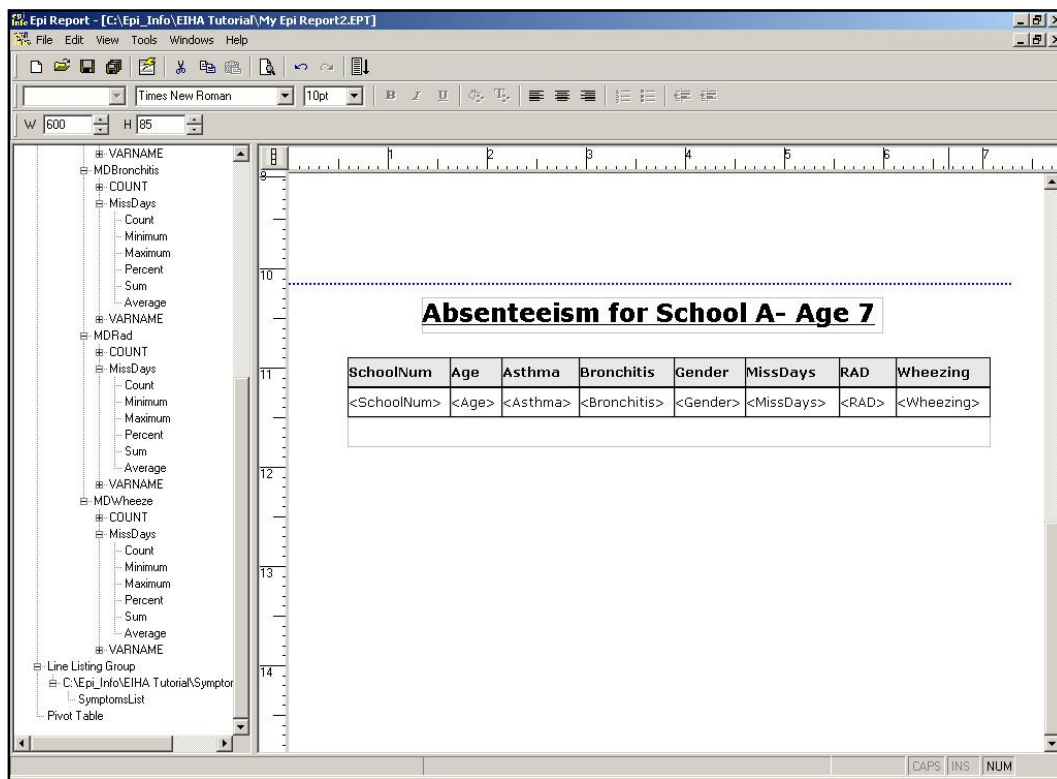 Epi Info Epi Report - [C:\Epi_Info\EIHA Tutorial\My Epi Report2.EPT]
File Edit View Tools Windows Help
Times New Roman 10pt B I U
W 600 H 85
VARNAME
MDBronchitis
COUNT
MissDays
Count
Minimum
Maximum
Percent
Sum
Average
VARNAME
MDRad
COUNT
MissDays
Count
Minimum
Maximum
Percent
Sum
Average
VARNAME
MDWheeze
COUNT
MissDays
Count
Minimum
Maximum
Percent
Sum
Average
VARNAME
Line Listing Group
C:\Epi_Info\EIHA Tutorial\Symptor
SymptomsList
Pivot Table
1 2 3 4 5 6 7
9
10
11
12
13
14
Absenteeism for School A- Age 7
SchoolNum Age Asthma Bronchitis Gender MissDays RAD Wheezing
<SchoolNum> <Age> <Asthma> <Bronchitis> <Gender> <MissDays> <RAD> <Wheezing>
CAPS INS NUM